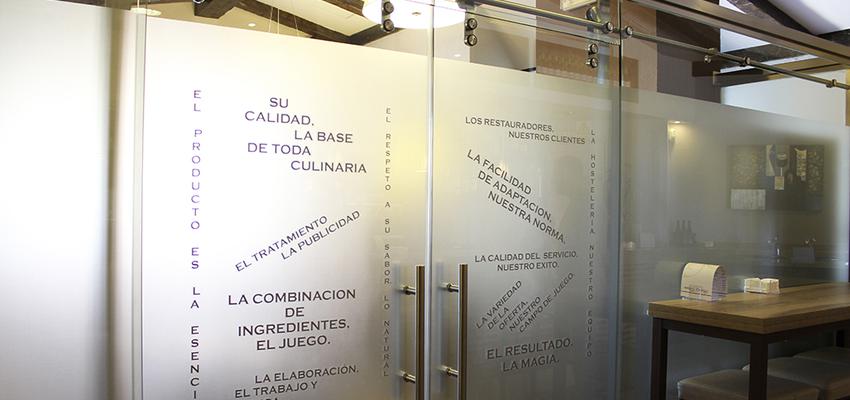 EL PRODUCTO ES LA ESENCI
SU
CALIDAD,
LA BASE
DE TODA
CULINARIA
EL RESPETO A SU SABOR, LO NATURAL
EL TRATAMIENTO
LA PUBLICIDAD
LA COMBINACION
DE
INGREDIENTES.
EL JUEGO.
LA ELABORACIÓN.
EL TRABAJO Y
LOS RESTAURADORES,
NUESTROS CLIENTES
LA FACILIDAD
DE ADAPTACION.
NUESTRA NORMA.
LA CALIDAD DEL SERVICIO.
NUESTRO EXITO.
LA VARIEDAD
DE LA
OFERTA.
NUESTRO
CAMPO DE JUEGO.
EL RESULTADO.
LA MAGIA.
LA HOSTELERIA NUESTRO EQUIPO